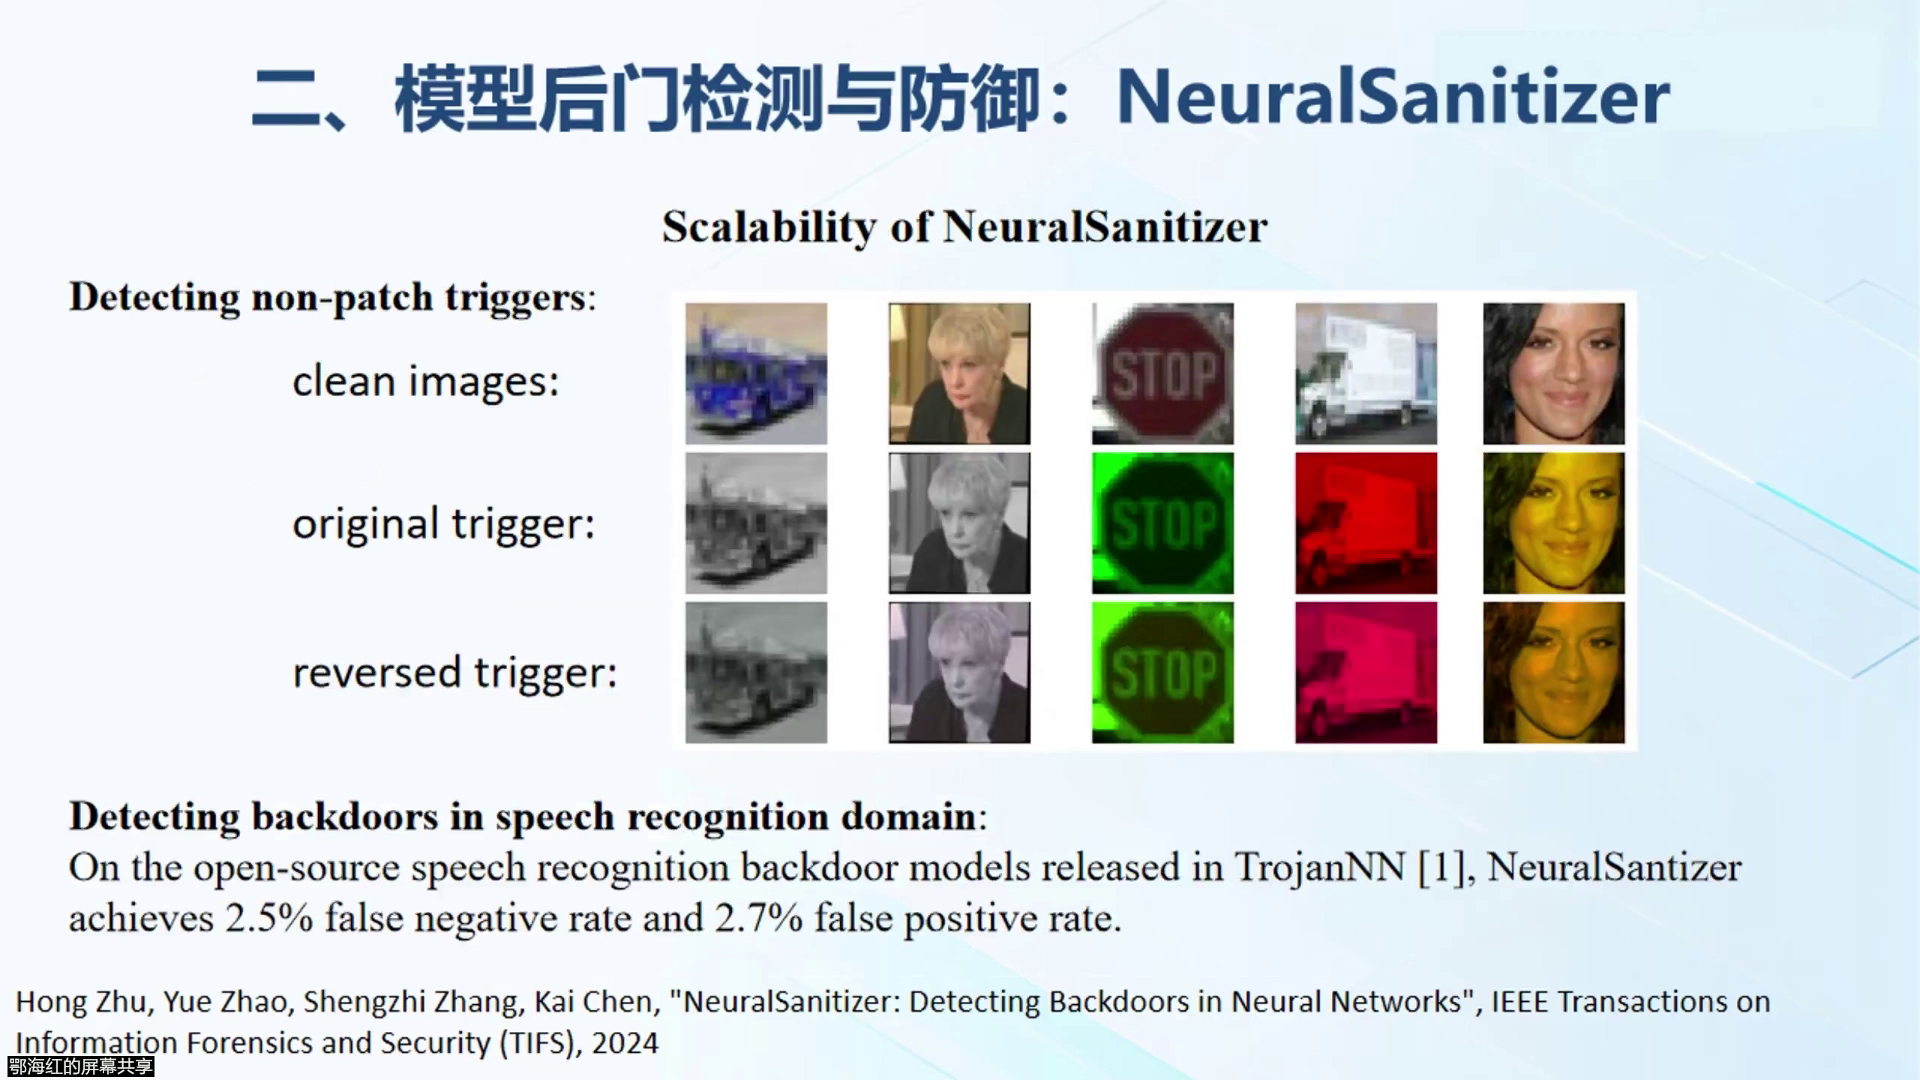 二、模型后门检测与防御：NeuralSanitizer
Scalability of NeuralSanitizer
Detecting non-patch triggers:
clean images:
STOP
original trigger:
STOP
reversed trigger:
STOP
Detecting backdoors in speech recognition domain:
On the open-source speech recognition backdoor models released in TrojanNN [1], NeuralSantizer
achieves 2.5% false negative rate and 2.7% false positive rate.
Hong Zhu, Yue Zhao, Shengzhi Zhang, Kai Chen, "NeuralSanitizer: Detecting Backdoors in Neural Networks", IEEE Transactions on
Information Forensics and Security (TIFS), 2024
鄂海红的屏幕共享